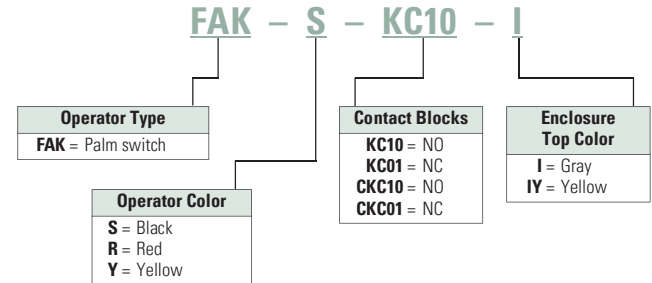 FAK – S – KC10 – I
Operator Type
FAK = Palm switch
Operator Color
S = Black
R = Red
Y = Yellow
Contact Blocks
KC10 = NO
KC01 = NC
CKC10 = NO
CKC01 = NC
Enclosure
Top Color
I = Gray
IY = Yellow